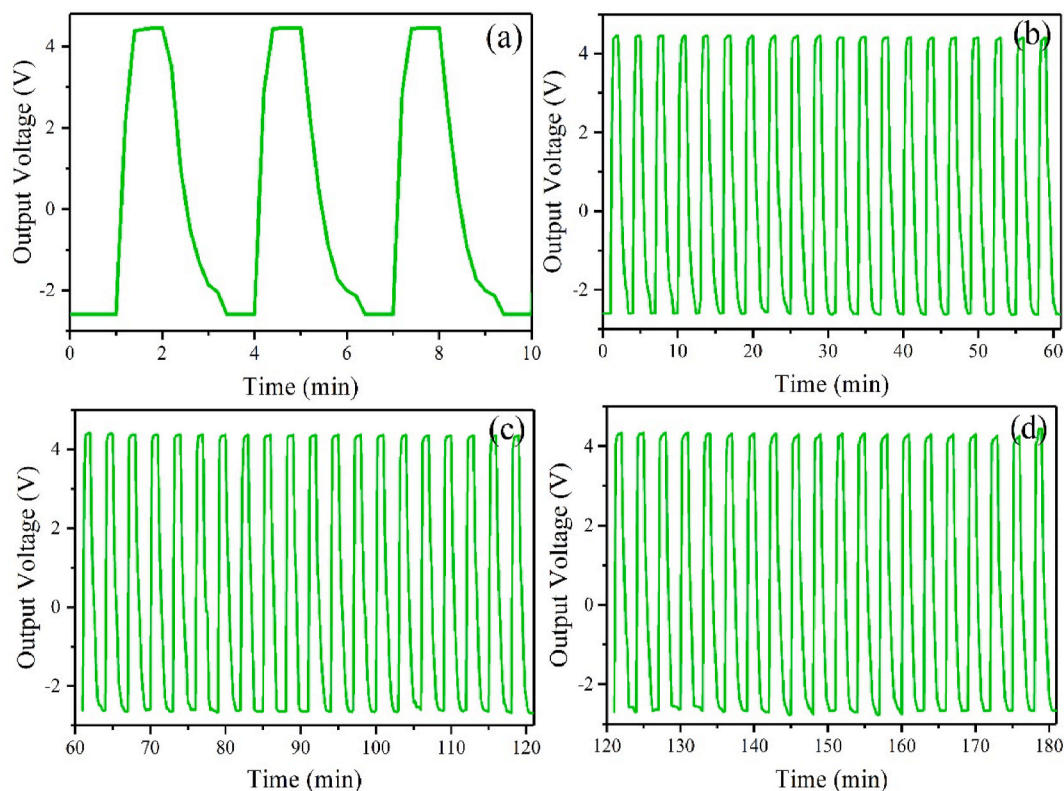 (a)
4
2
0
-2
0 2 4 6 8 10
Output Voltage (V)
Time (min)
(b)
4
2
0
-2
0 10 20 30 40 50 60
Output Voltage (V)
Time (min)
(c)
4
2
0
-2
60 70 80 90 100 110 120
Output Voltage (V)
Time (min)
(d)
4
2
0
-2
120 130 140 150 160 170 180
Output Voltage (V)
Time (min)